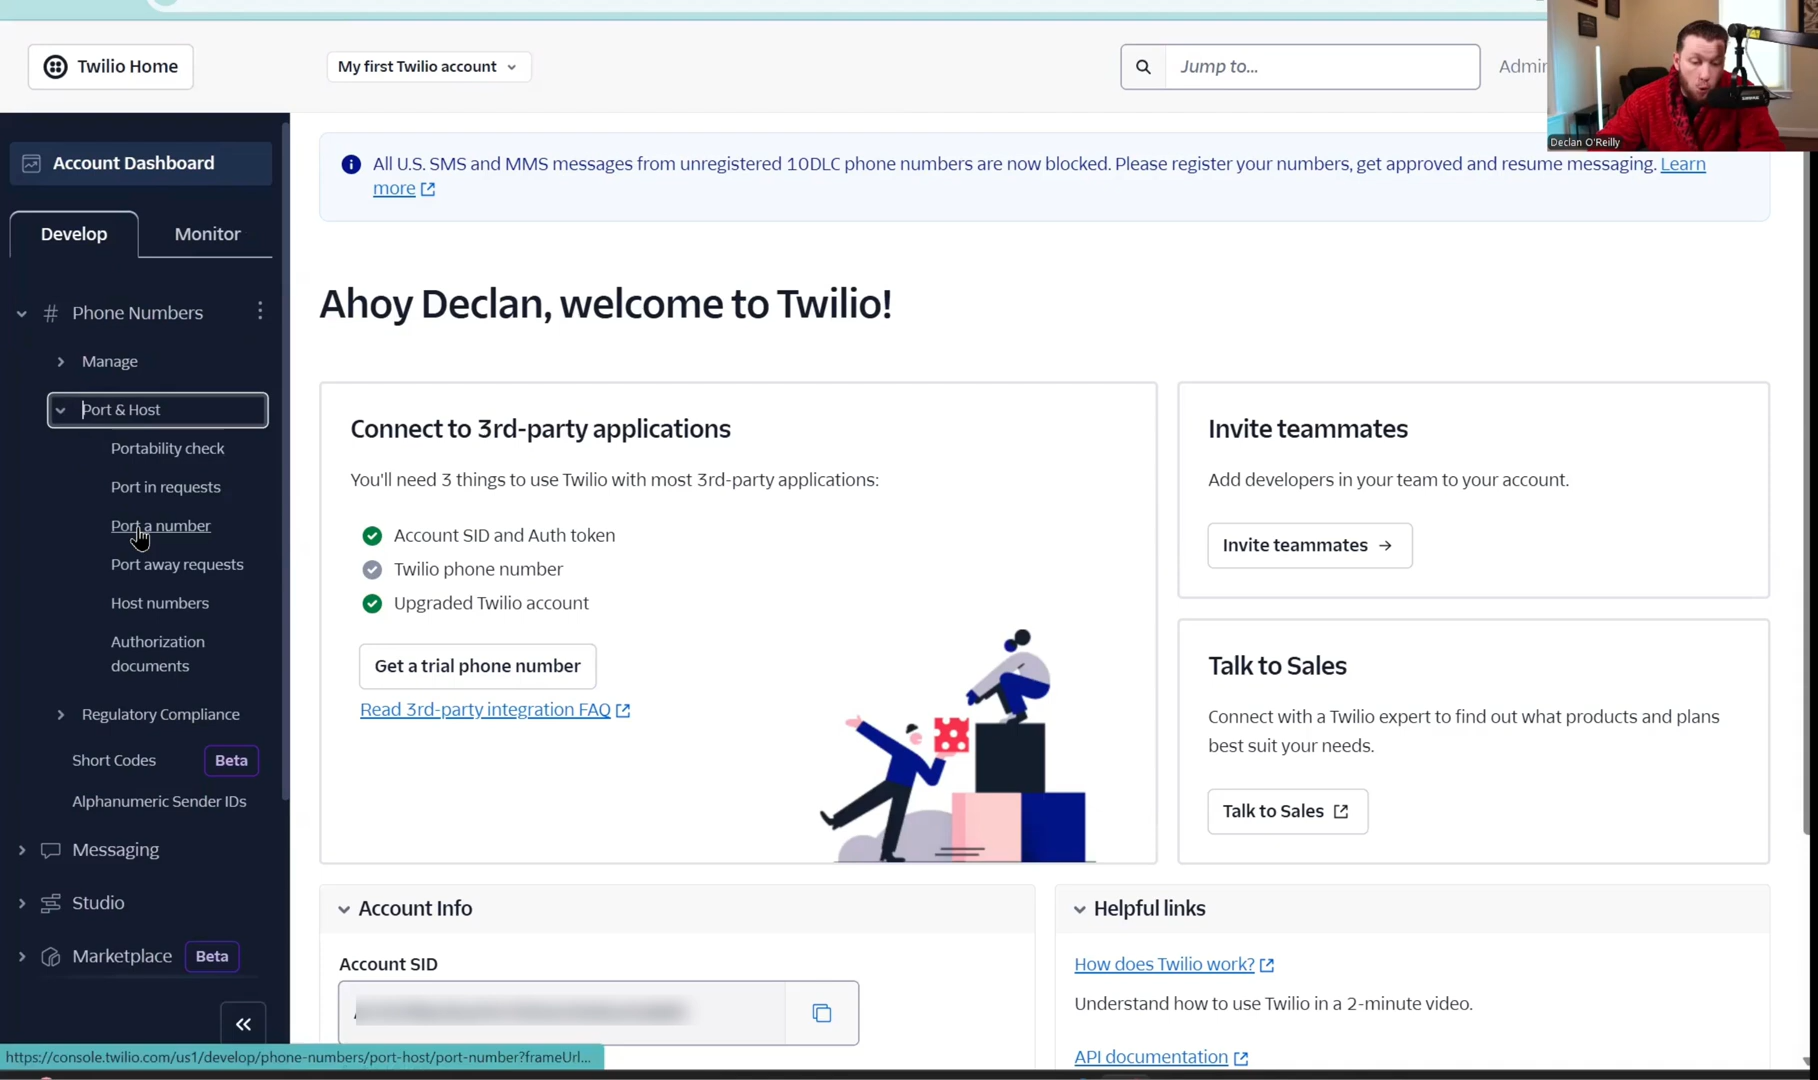 Twilio Home
My first Twilio account
Jump to...
Admin
Declan O'Reilly
Account Dashboard
Develop
Monitor
# Phone Numbers
Manage
Port & Host
Portability check
Port in requests
Port a number
Port away requests
Host numbers
Authorization
documents
Regulatory Compliance
Short Codes
Beta
Alphanumeric Sender IDs
Messaging
Studio
Marketplace
Beta
https://console.twilio.com/us1/develop/phone-numbers/port-host/port-number?frameUrl...
All U.S. SMS and MMS messages from unregistered 10DLC phone numbers are now blocked. Please register your numbers, get approved and resume messaging. Learn
more
Ahoy Declan, welcome to Twilio!
Connect to 3rd-party applications
You'll need 3 things to use Twilio with most 3rd-party applications:
Account SID and Auth token
Twilio phone number
Upgraded Twilio account
Get a trial phone number
Read 3rd-party integration FAQ
Invite teammates
Add developers in your team to your account.
Invite teammates →
Talk to Sales
Connect with a Twilio expert to find out what products and plans
best suit your needs.
Talk to Sales
Account Info
Account SID
Helpful links
How does Twilio work?
Understand how to use Twilio in a 2-minute video.
API documentation